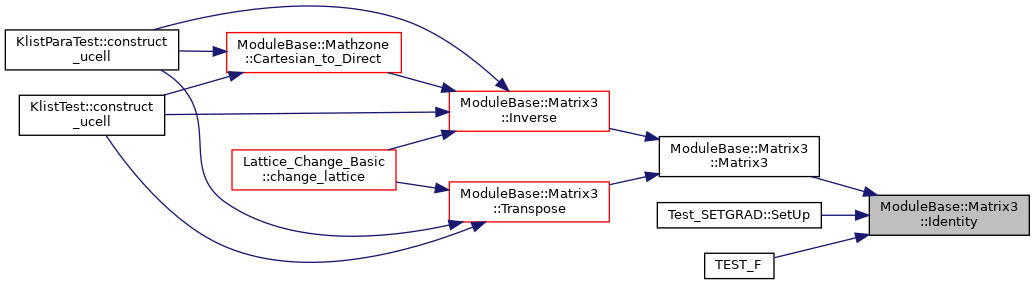 KlistParaTest::construct
_ucell
ModuleBase::Mathzone
::Cartesian_to_Direct
KlistTest::construct
_ucell
ModuleBase::Matrix3
::Inverse
Lattice_Change_Basic
::change_lattice
ModuleBase::Matrix3
::Matrix3
ModuleBase::Matrix3
::Transpose
Test_SETGRAD::SetUp
ModuleBase::Matrix3
::Identity
TEST_F